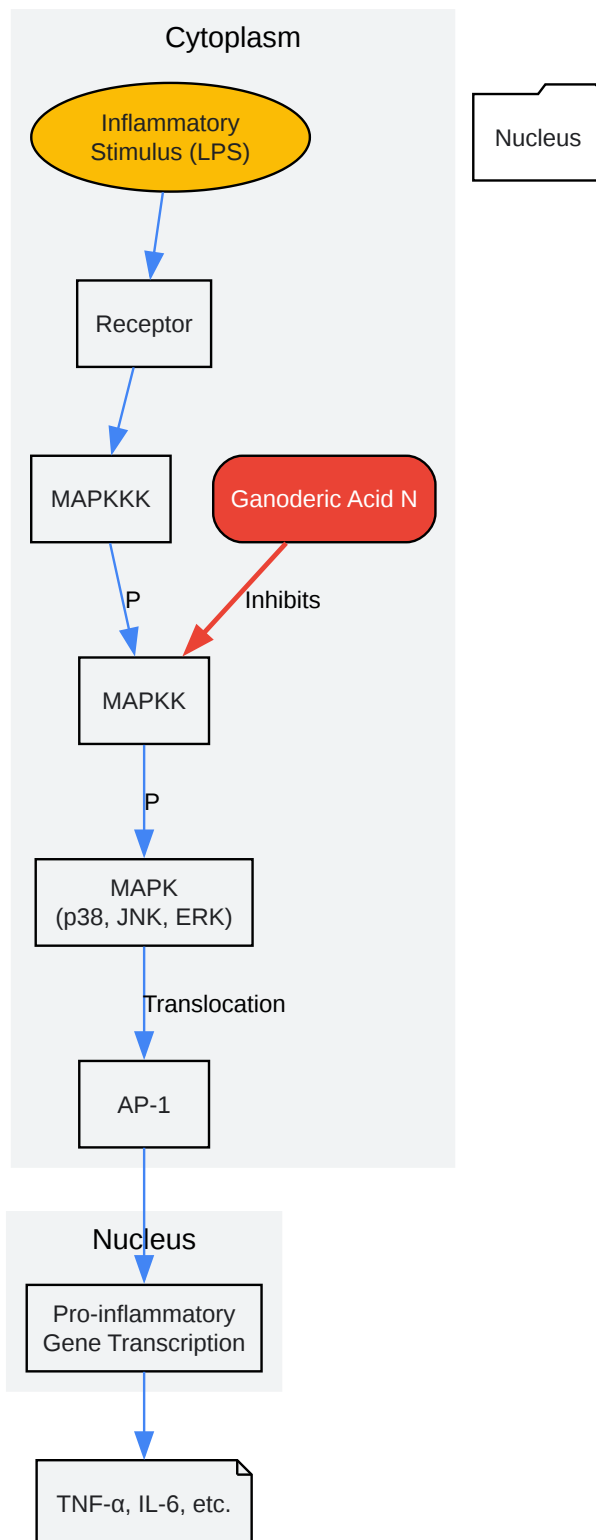 Cytoplasm
Inflammatory
Stimulus (LPS)
Nucleus
Receptor
MAPKKK
Ganoderic Acid N
P
Inhibits
MAPKK
P
MAPK
(p38, JNK, ERK)
Translocation
AP-1
Nucleus
Pro-inflammatory
Gene Transcription
TNF-α, IL-6, etc.